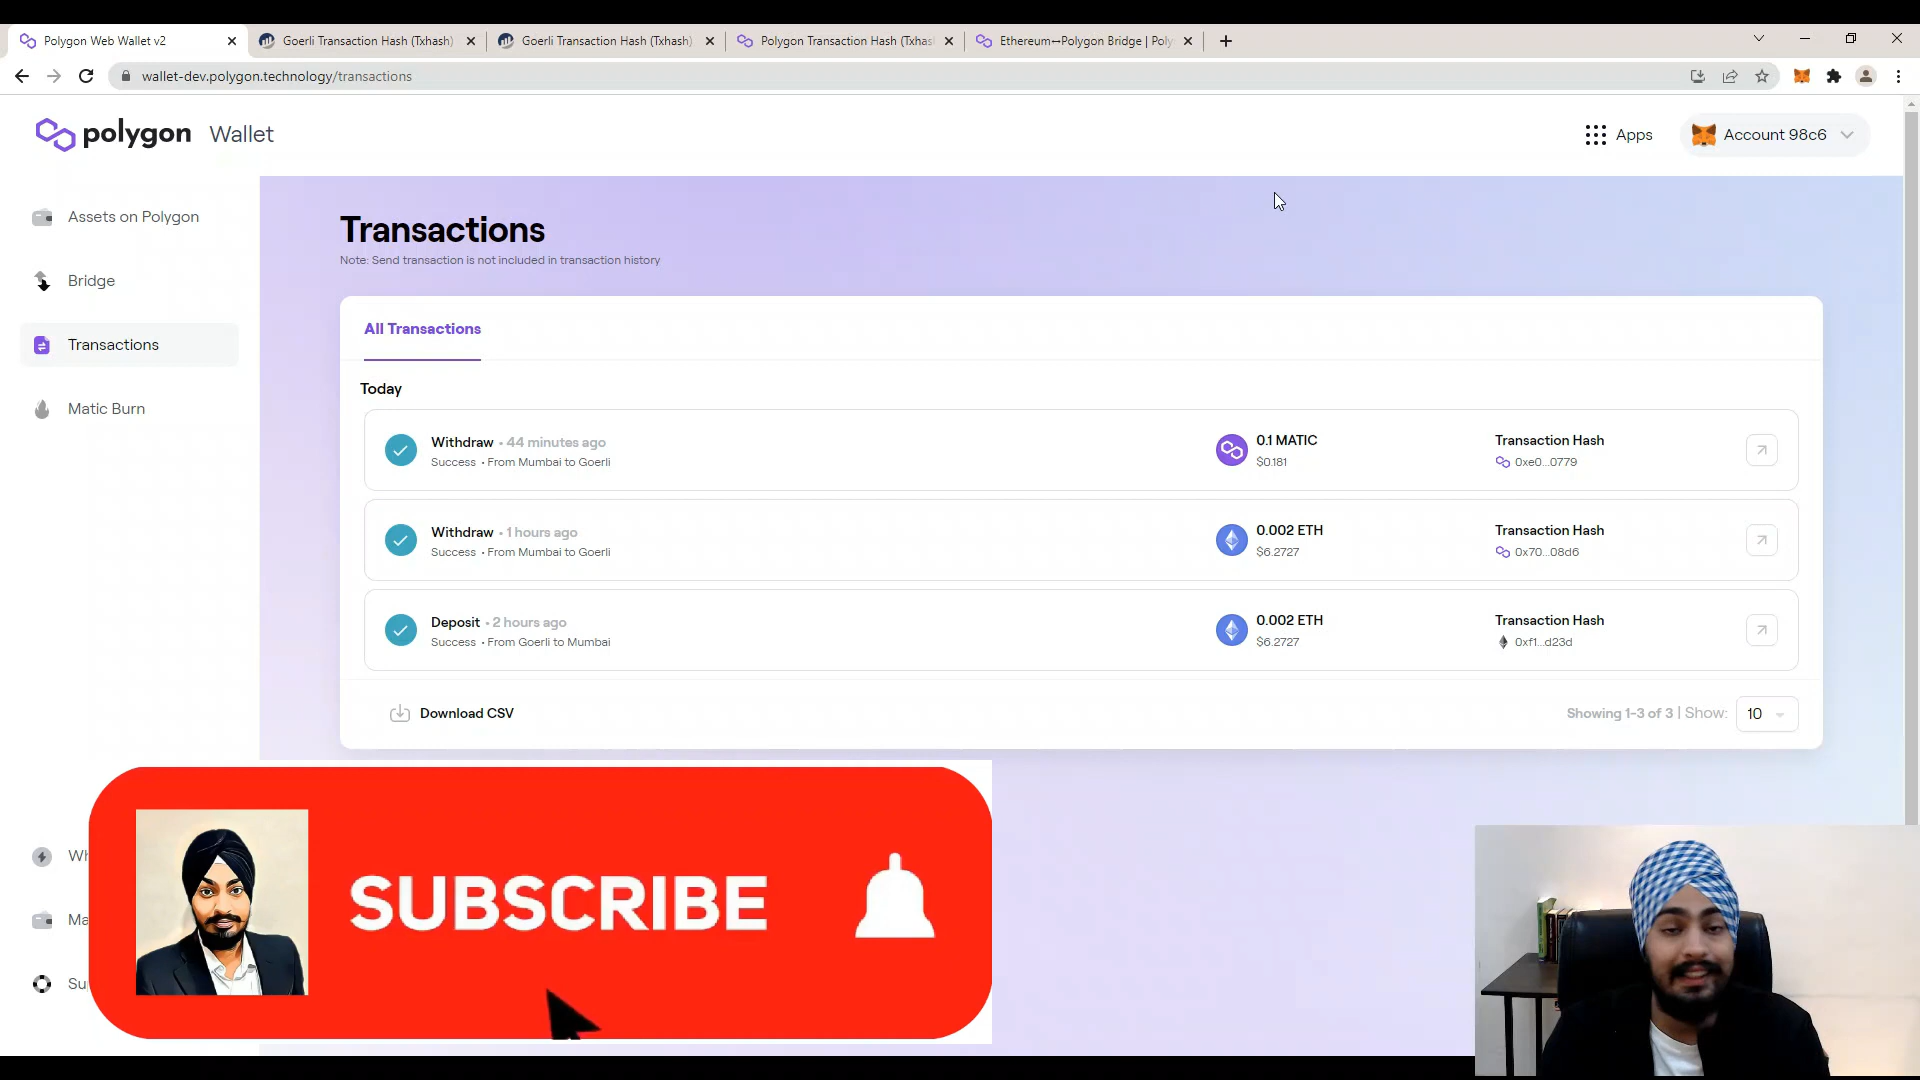 Polygon Web Wallet v2
Goerli Transaction Hash (Txhash)
Goerli Transaction Hash (Txhash)
Polygon Transaction Hash (Txhas
Ethereum↔Polygon Bridge | Poly
wallet-dev.polygon.technology/transactions
polygon Wallet
Apps
Account 98c6
Assets on Polygon
Bridge
Transactions
Matic Burn
Transactions
Note: Send transaction is not included in transaction history
All Transactions
Today
Withdraw • 44 minutes ago
Success • From Mumbai to Goerli
0.1 MATIC
$0.181
Transaction Hash
0xe0...0779
Withdraw • 1 hours ago
Success • From Mumbai to Goerli
0.002 ETH
$6.2727
Transaction Hash
0x70...08d6
Deposit • 2 hours ago
Success • From Goerli to Mumbai
0.002 ETH
$6.2727
Transaction Hash
0xf1...d23d
Download CSV
Showing 1-3 of 3 | Show: 10
Wh
Ma
Su
SUBSCRIBE